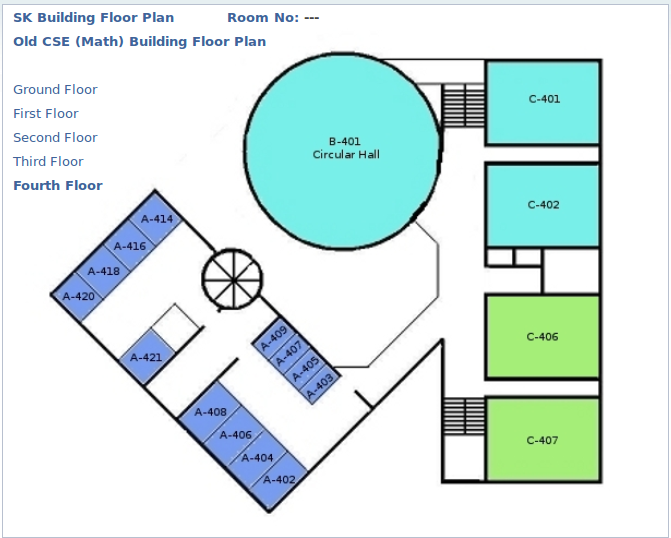 SK Building Floor Plan Room No: ---
Old CSE (Math) Building Floor Plan
Ground Floor
First Floor
Second Floor
Third Floor
Fourth Floor
B-401
Circular Hall
C-401
C-402
C-406
C-407
A-414
A-416
A-418
A-420
A-421
A-409
A-407
A-405
A-403
A-408
A-406
A-404
A-402